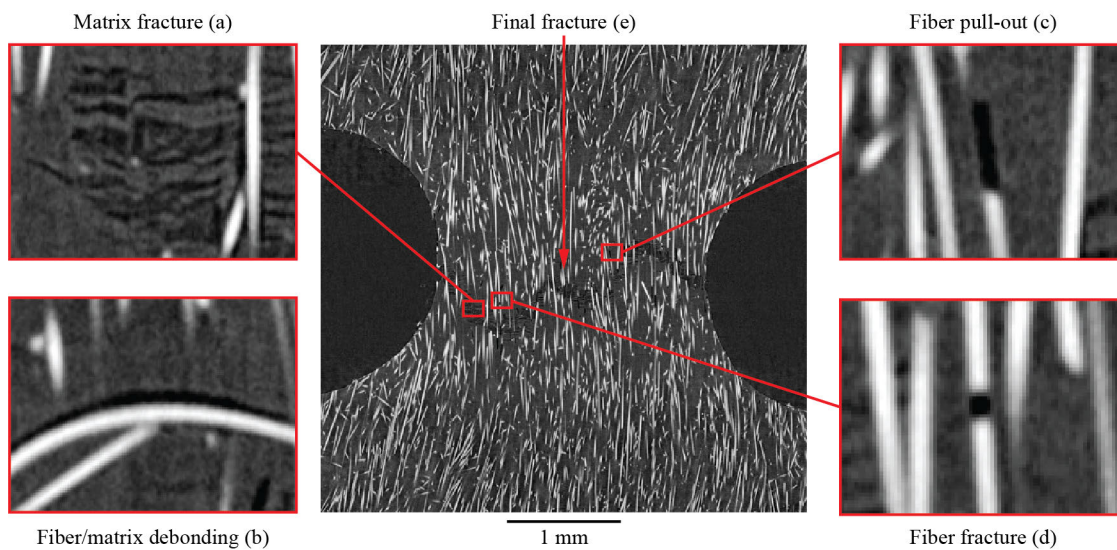 Matrix fracture (a)
Final fracture (e)
Fiber pull-out (c)
Fiber/matrix debonding (b)
1 mm
Fiber fracture (d)